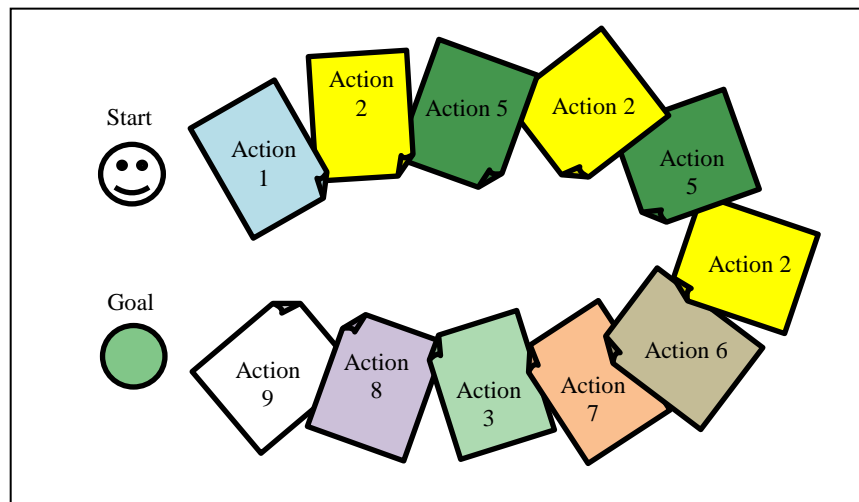 Start
Action
1
Action
2
Action 5
Action 2
Action
5
Action 2
Action 6
Action
7
Action
3
Action
8
Action
9
Goal